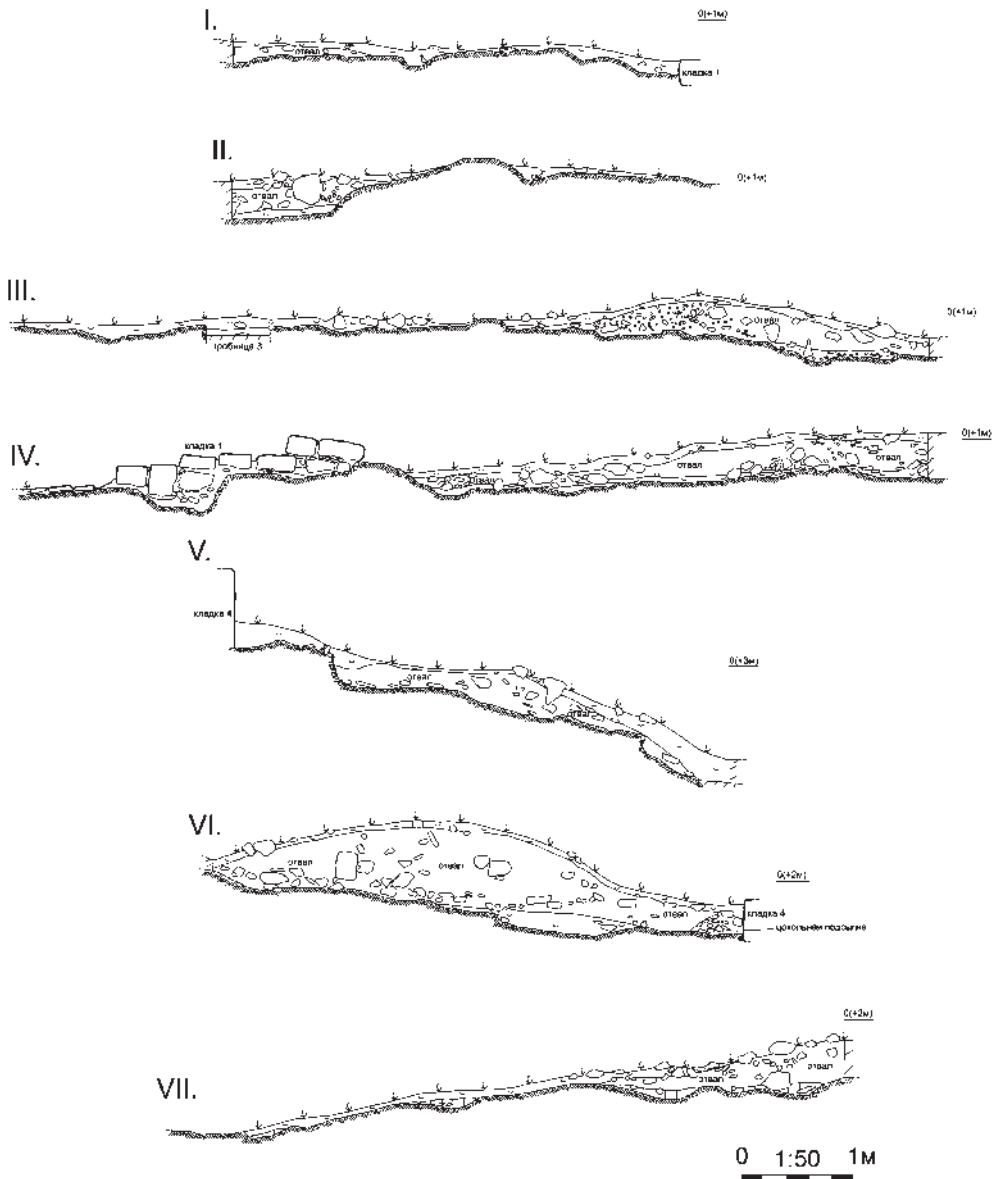 I.
0(+1м)
отвал
кладка 1
II.
0(+1м)
отвал
III.
0(+1м)
отвал
гробница 3
IV.
кладка 1
0(+1м)
отвал
отвал
отвал
V.
кладка 4
0(+3м)
отвал
отвал
VI.
0(+2м)
отвал
отвал
отвал
кладка 4
подсыпка
VII.
0(+2м)
отвал
отвал
0 1:50 1м